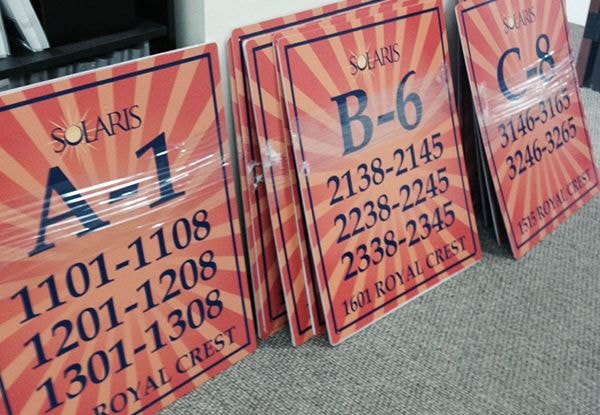 SOLARIS
A-1
1101-1108
1201-1208
1301-1308
ROYAL CREST
SOLARIS
B-6
2138-2145
2238-2245
2338-2345
1601 ROYAL CREST
SOLARIS
C-8
3146-3165
3246-3265
1515 ROYAL CREST